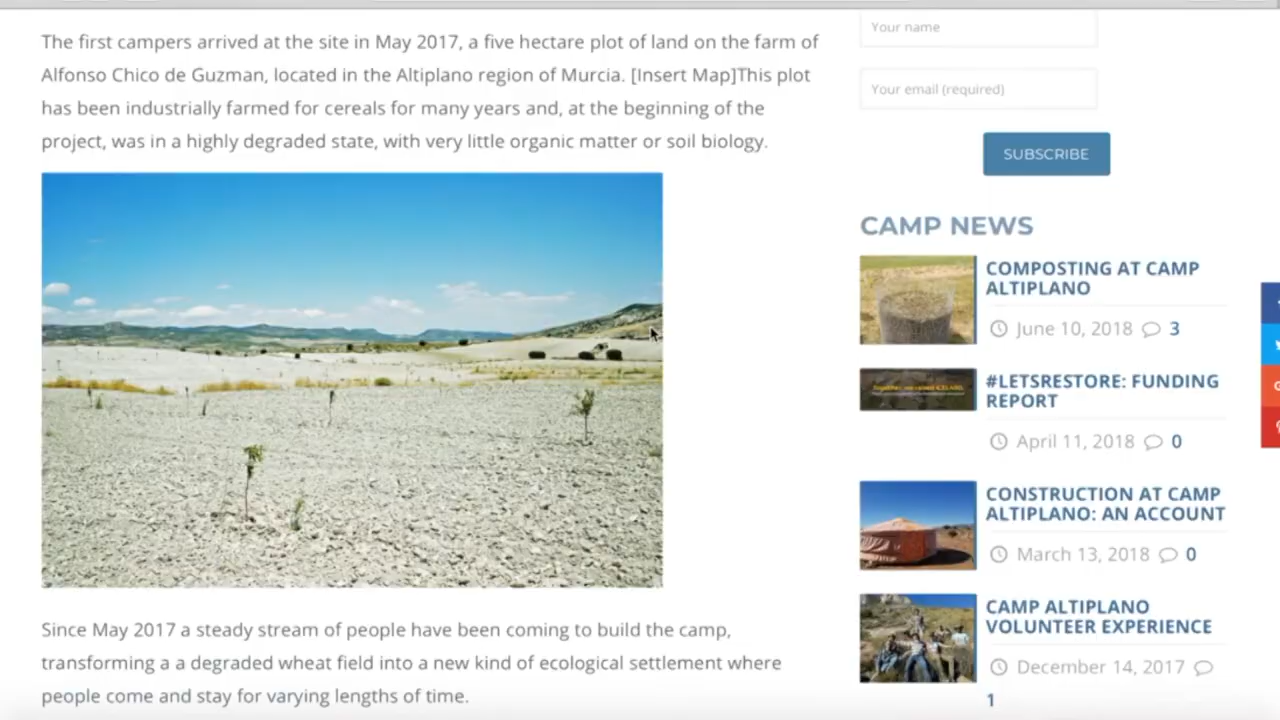 The first campers arrived at the site in May 2017, a five hectare plot of land on the farm of
Alfonso Chico de Guzman, located in the Altiplano region of Murcia. [Insert Map]This plot
has been industrially farmed for cereals for many years and, at the beginning of the
project, was in a highly degraded state, with very little organic matter or soil biology.
Since May 2017 a steady stream of people have been coming to build the camp,
transforming a a degraded wheat field into a new kind of ecological settlement where
people come and stay for varying lengths of time.
Your name
Your email (required)
SUBSCRIBE
CAMP NEWS
COMPOSTING AT CAMP
ALTIPLANO
June 10, 2018 3
#LETSRESTORE: FUNDING
REPORT
April 11, 2018 0
CONSTRUCTION AT CAMP
ALTIPLANO: AN ACCOUNT
March 13, 2018 0
CAMP ALTIPLANO
VOLUNTEER EXPERIENCE
December 14, 2017
1